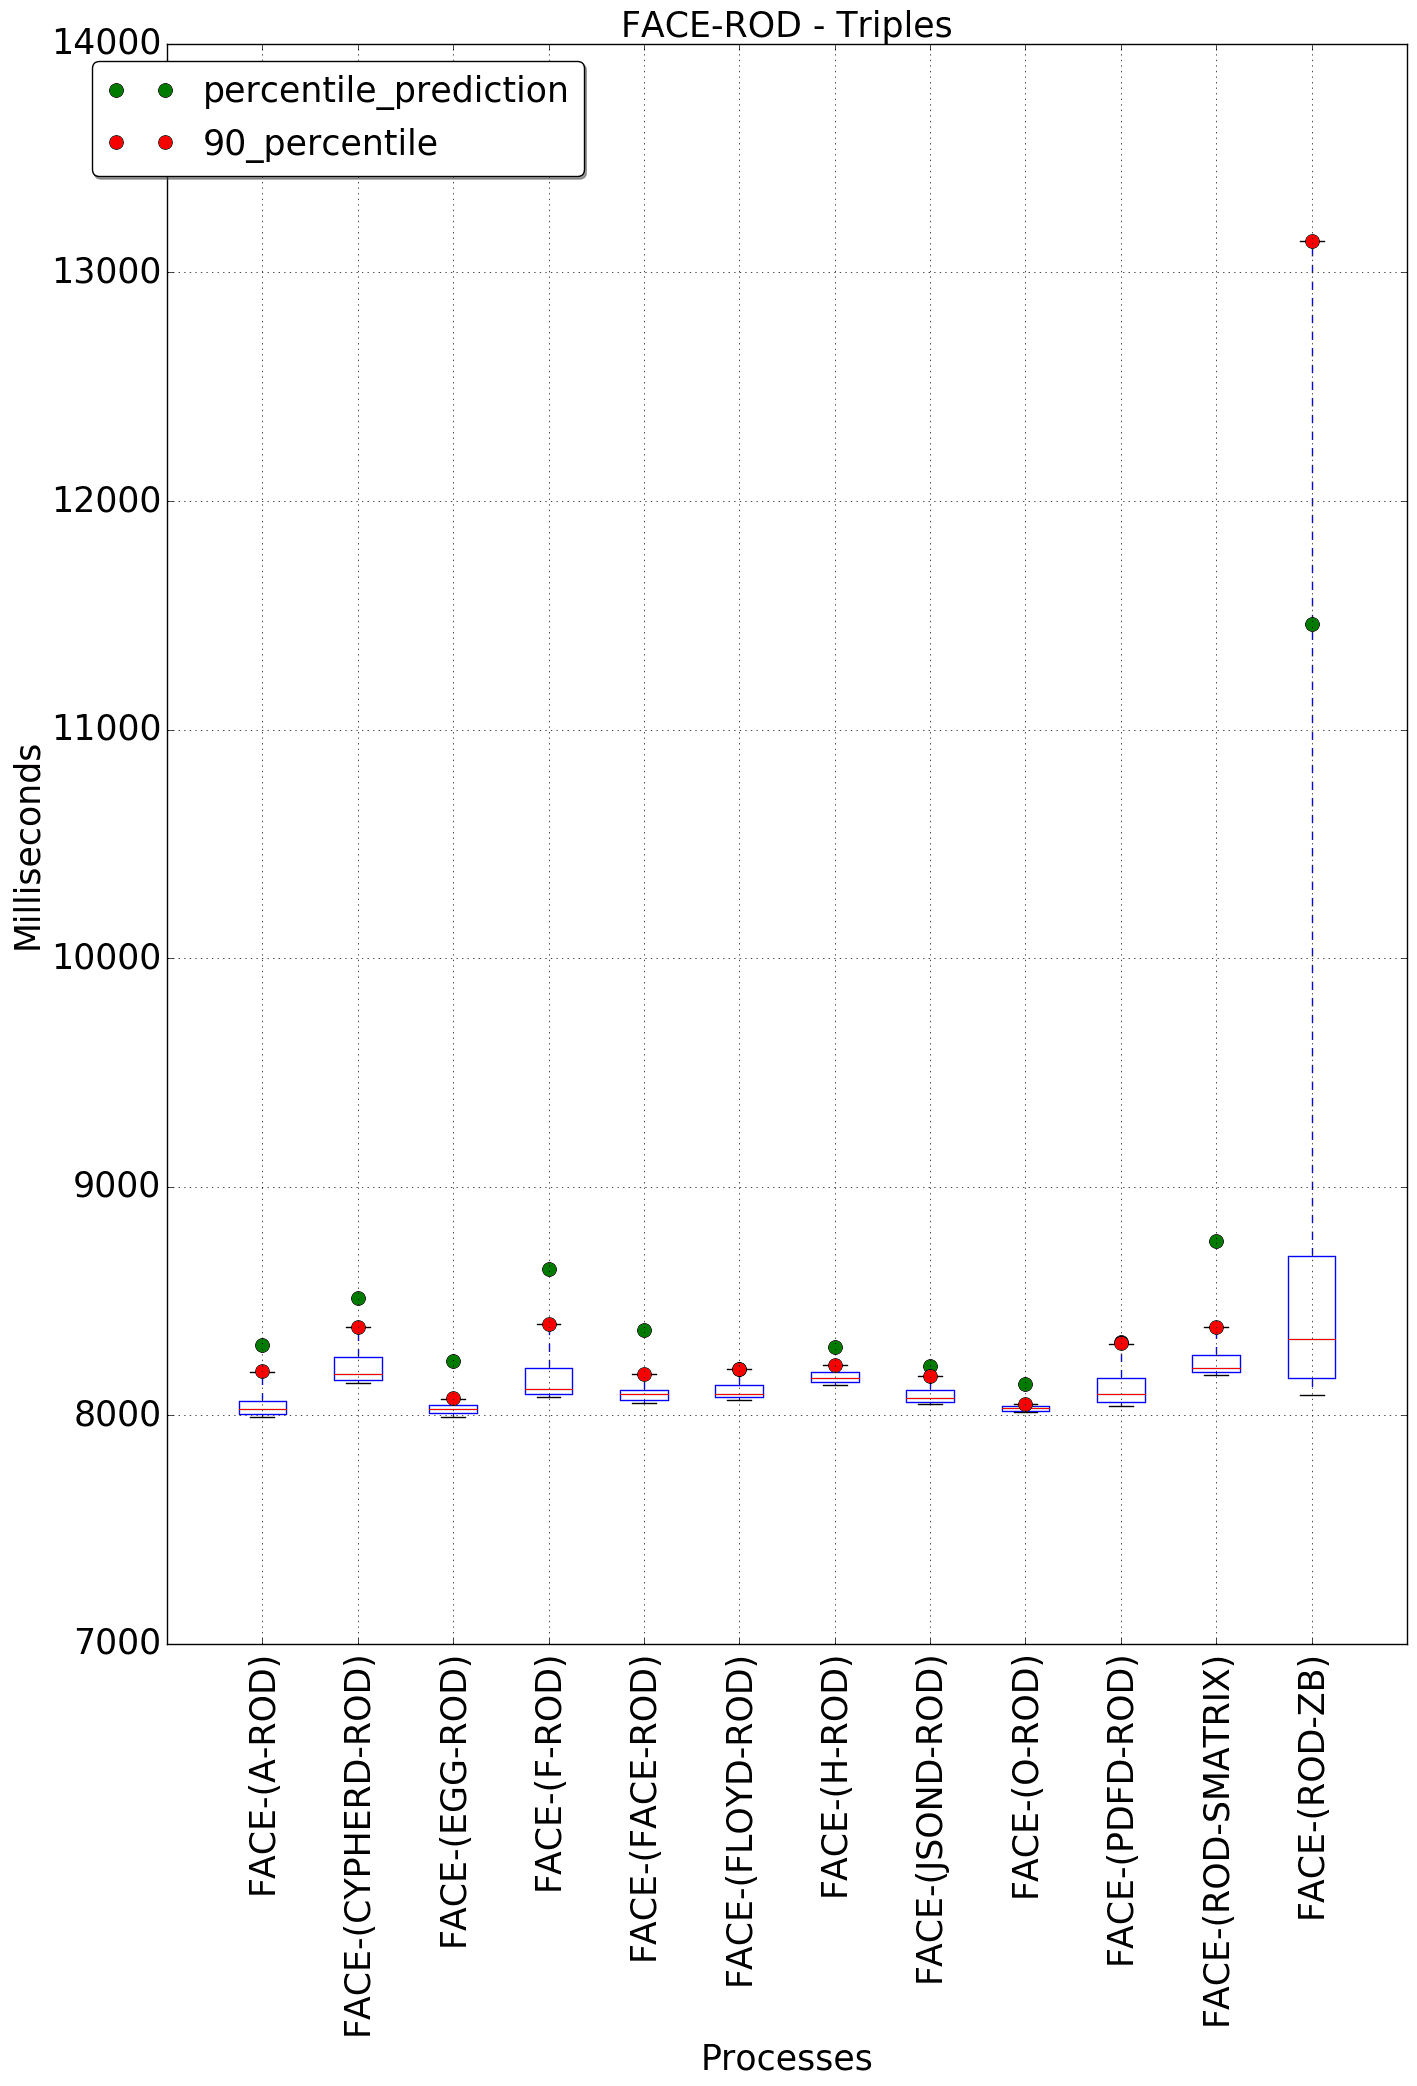 FACE-ROD - Triples
percentile_prediction
90_percentile
14000
13000
12000
11000
10000
9000
8000
7000
Milliseconds
FACE-(A-ROD)
FACE-(CYPHERD-ROD)
FACE-(EGG-ROD)
FACE-(F-ROD)
FACE-(FACE-ROD)
FACE-(FLOYD-ROD)
FACE-(H-ROD)
FACE-(JSOND-ROD)
FACE-(O-ROD)
FACE-(PDFD-ROD)
FACE-(ROD-SMATRIX)
FACE-(ROD-ZB)
Processes